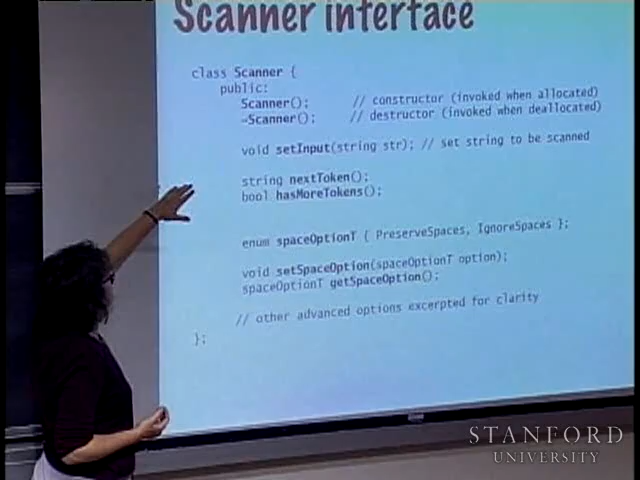 Scanner interface
class Scanner {
public:
Scanner(); // constructor (invoked when allocated)
~Scanner(); // destructor (invoked when deallocated)
void setInput(string str); // set string to be scanned
string nextToken();
bool hasMoreTokens();
enum spaceOptionT { PreserveSpaces, IgnoreSpaces };
void setSpaceOption(spaceOptionT option);
spaceOptionT getSpaceOption();
// other advanced options excerpted for clarity
};
STANFORD
UNIVERSITY